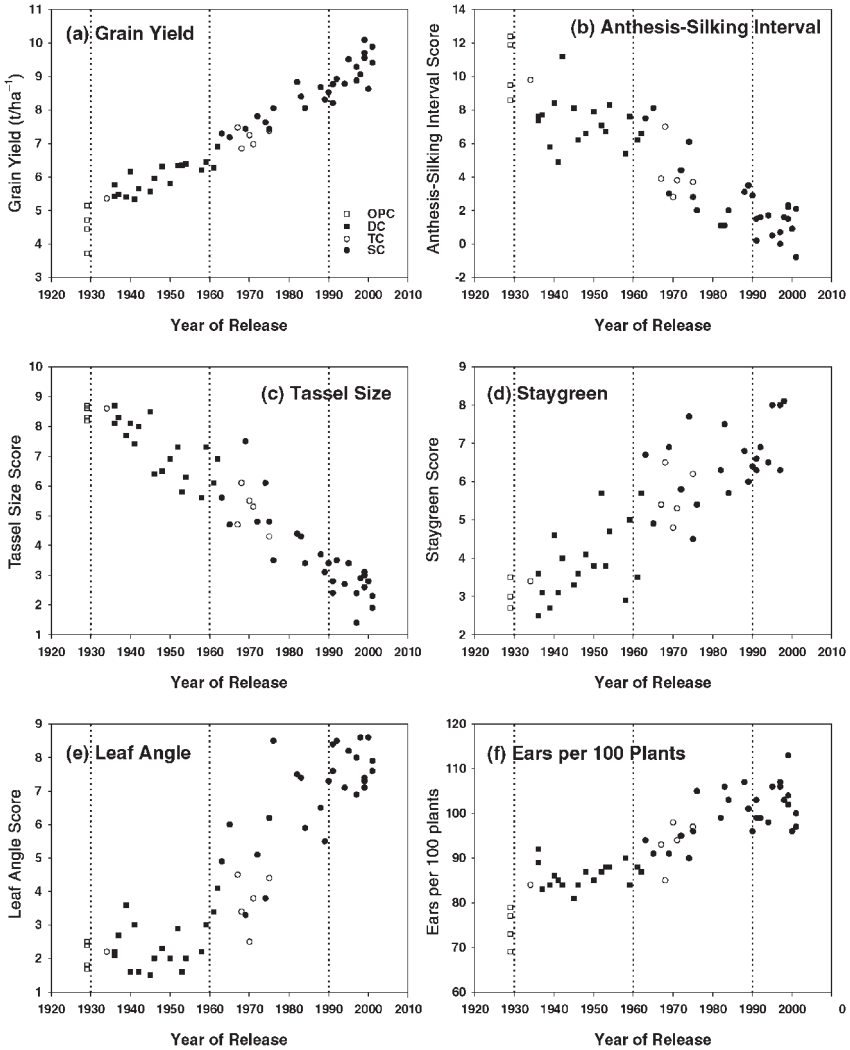 (a) Grain Yield
Grain Yield (t/ha⁻¹)
11
10
9
8
7
6
5
4
3
OPC
DC
TC
SC
1920 1930 1940 1950 1960 1970 1980 1990 2000 2010
Year of Release
(b) Anthesis-Silking Interval
Anthesis-Silking Interval Score
14
12
10
8
6
4
2
0
-2
1920 1930 1940 1950 1960 1970 1980 1990 2000 2010
Year of Release
(c) Tassel Size
Tassel Size Score
10
9
8
7
6
5
4
3
2
1
1920 1930 1940 1950 1960 1970 1980 1990 2000 2010
Year of Release
(d) Staygreen
Staygreen Score
9
8
7
6
5
4
3
2
1920 1930 1940 1950 1960 1970 1980 1990 2000 2010
Year of Release
(e) Leaf Angle
Leaf Angle Score
9
8
7
6
5
4
3
2
1
1920 1930 1940 1950 1960 1970 1980 1990 2000 2010
Year of Release
(f) Ears per 100 Plants
Ears per 100 plants
120
110
100
90
80
70
60
1920 1930 1940 1950 1960 1970 1980 1990 2000 0
Year of Release